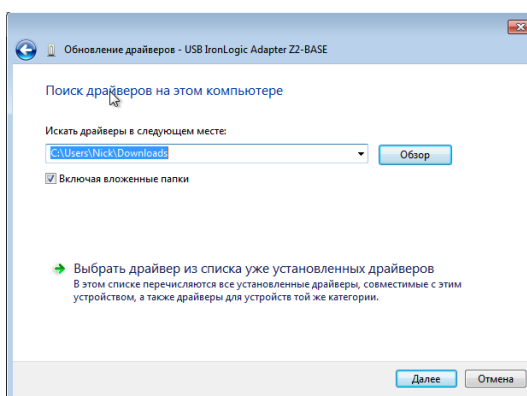 Обновление драйверов - USB IronLogic Adapter Z2-BASE
Поиск драйверов на этом компьютере
Искать драйверы в следующем месте:
C:\Users\Nick\Downloads
Обзор
Включая вложенные папки
Выбрать драйвер из списка уже установленных драйверов
В этом списке перечисляются все установленные драйверы, совместимые с этим
устройством, а также драйверы для устройств той же категории.
Далее
Отмена